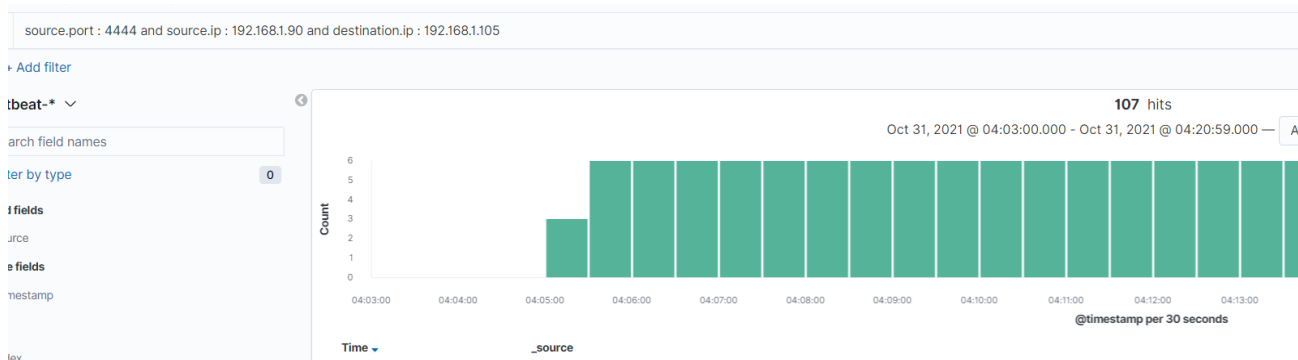 source.port : 4444 and source.ip : 192.168.1.90 and destination.ip : 192.168.1.105
+ Add filter
tbeat-*
107 hits
arch field names
Oct 31, 2021 @ 04:03:00.000 - Oct 31, 2021 @ 04:20:59.000 — A
ter by type 0
d fields
urce
e fields
mestamp
lex
Count
6
5
4
3
2
1
0
04:03:00 04:04:00 04:05:00 04:06:00 04:07:00 04:08:00 04:09:00 04:10:00 04:11:00 04:12:00 04:13:00
@timestamp per 30 seconds
Time _source